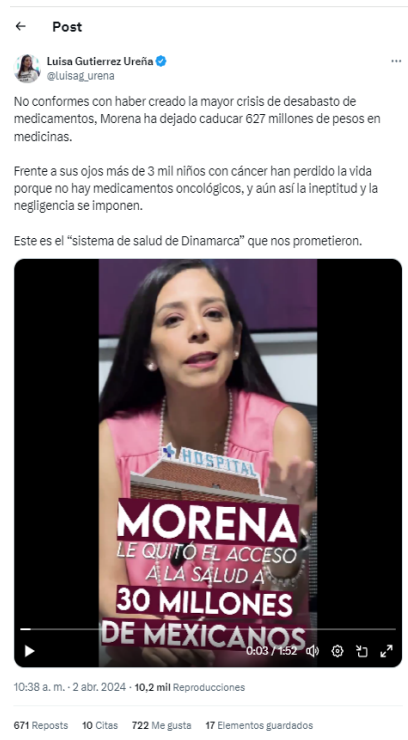 Post
Luisa Gutierrez Ureña
@luisag_urena
No conformes con haber creado la mayor crisis de desabasto de
medicamentos, Morena ha dejado caducar 627 millones de pesos en
medicinas.
Frente a sus ojos más de 3 mil niños con cáncer han perdido la vida
porque no hay medicamentos oncológicos, y aún así la ineptitud y la
negligencia se imponen.
Este es el “sistema de salud de Dinamarca” que nos prometieron.
HOSPITAL
MORENA
LE QUITÓ EL ACCESO
A LA SALUD A
30 MILLONES
DE MEXICANOS
0:03 / 1:52
10:38 a. m. · 2 abr. 2024 · 10,2 mil Reproducciones
671 Reposts 10 Citas 722 Me gusta 17 Elementos guardados